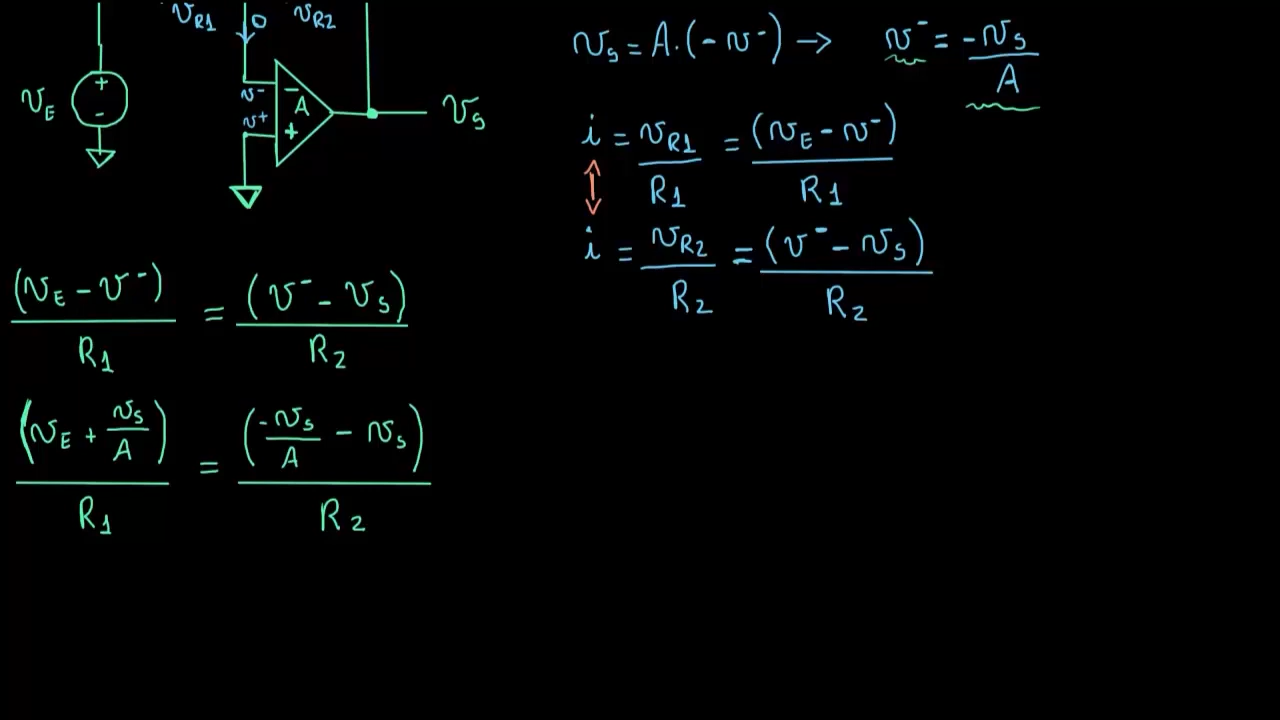 v_R1 0 v_R2
v_E + - v⁻ v⁺ - A + v_S
v_S = A.(-v⁻) → v⁻ = -v_S / A
i = v_R1 / R1 = (v_E - v⁻) / R1
i = v_R2 / R2 = (v⁻ - v_S) / R2
(v_E - v⁻) / R1 = (v⁻ - v_S) / R2
(v_E + v_S / A) / R1 = (-v_S / A - v_S) / R2